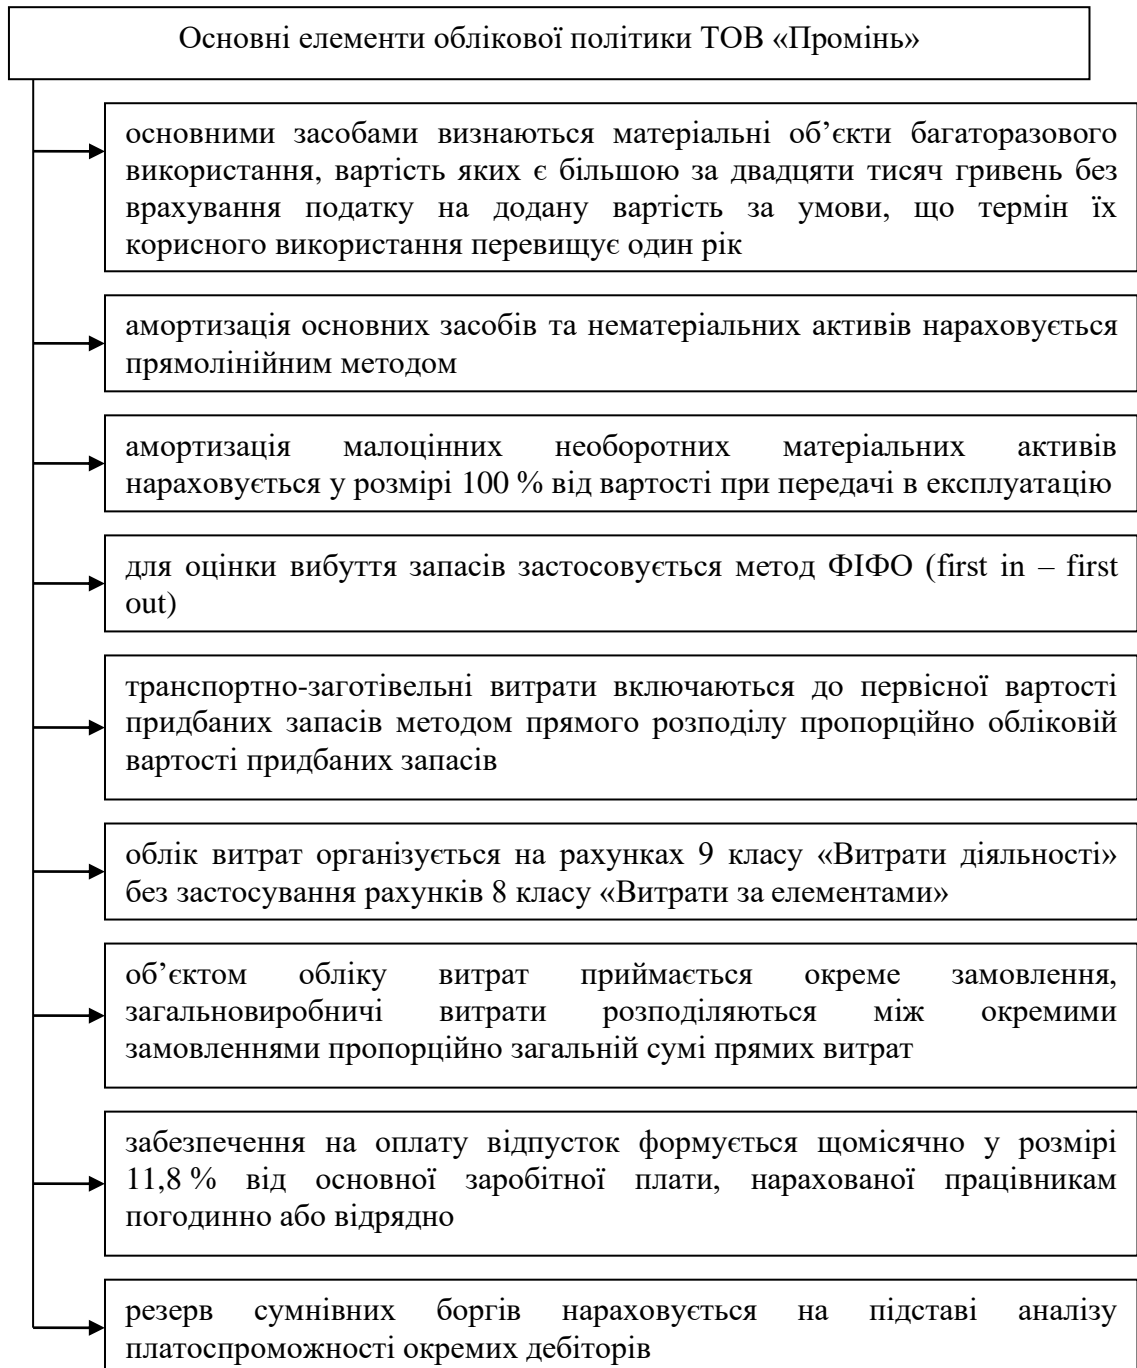 Основні елементи облікової політики ТОВ «Промінь»
основними засобами визнаються матеріальні об’єкти багаторазового
використання, вартість яких є більшою за двадцяти тисяч гривень без
врахування податку на додану вартість за умови, що термін їх
корисного використання перевищує один рік
амортизація основних засобів та нематеріальних активів нараховується
прямолінійним методом
амортизація малоцінних необоротних матеріальних активів
нараховується у розмірі 100 % від вартості при передачі в експлуатацію
для оцінки вибуття запасів застосовується метод ФІФО (first in – first
out)
транспортно-заготівельні витрати включаються до первісної вартості
придбаних запасів методом прямого розподілу пропорційно обліковій
вартості придбаних запасів
облік витрат організується на рахунках 9 класу «Витрати діяльності»
без застосування рахунків 8 класу «Витрати за елементами»
об’єктом обліку витрат приймається окреме замовлення,
загальновиробничі витрати розподіляються між окремими
замовленнями пропорційно загальній сумі прямих витрат
забезпечення на оплату відпусток формується щомісячно у розмірі
11,8 % від основної заробітної плати, нарахованої працівникам
погодинно або відрядно
резерв сумнівних боргів нараховується на підставі аналізу
платоспроможності окремих дебіторів